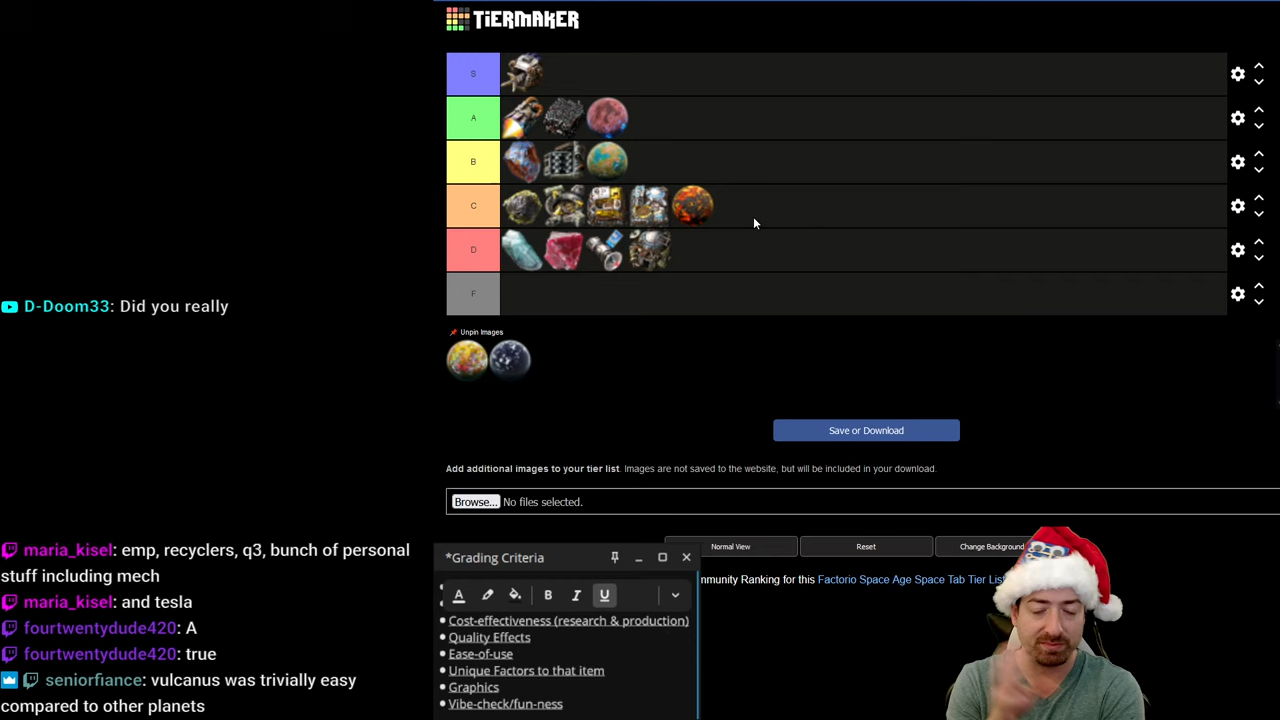 TIERMAKER
S
A
B
C
D
F
Unpin Images
Save or Download
Add additional images to your tier list. Images are not saved to the website, but will be included in your download.
Browse... No files selected.
Normal View
Reset
Change Background
mmunity Ranking for this Factorio Space Age Space Tab Tier List
D-Doom33: Did you really
maria_kisel: emp, recyclers, q3, bunch of personal
stuff including mech
maria_kisel: and tesla
fourtwentydude420: A
fourtwentydude420: true
seniorfiance: vulcanus was trivially easy
compared to other planets
*Grading Criteria
A B I U
Cost-effectiveness (research & production)
Quality Effects
Ease-of-use
Unique Factors to that item
Graphics
Vibe-check/fun-ness